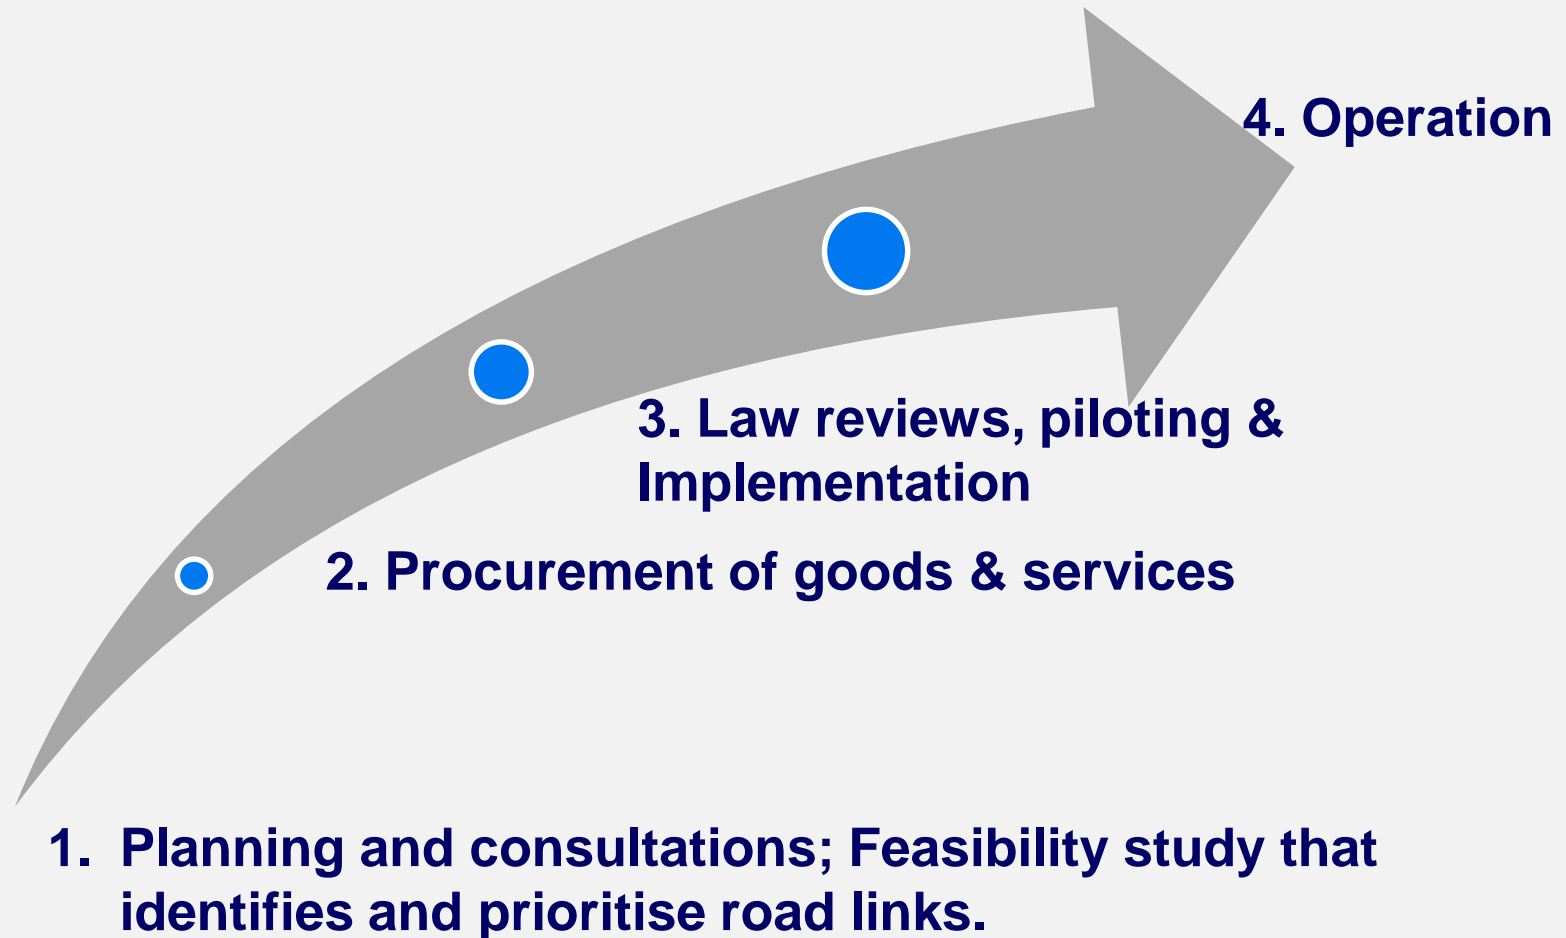 4. Operation
3. Law reviews, piloting &
Implementation
2. Procurement of goods & services
1. Planning and consultations; Feasibility study that
identifies and prioritise road links.